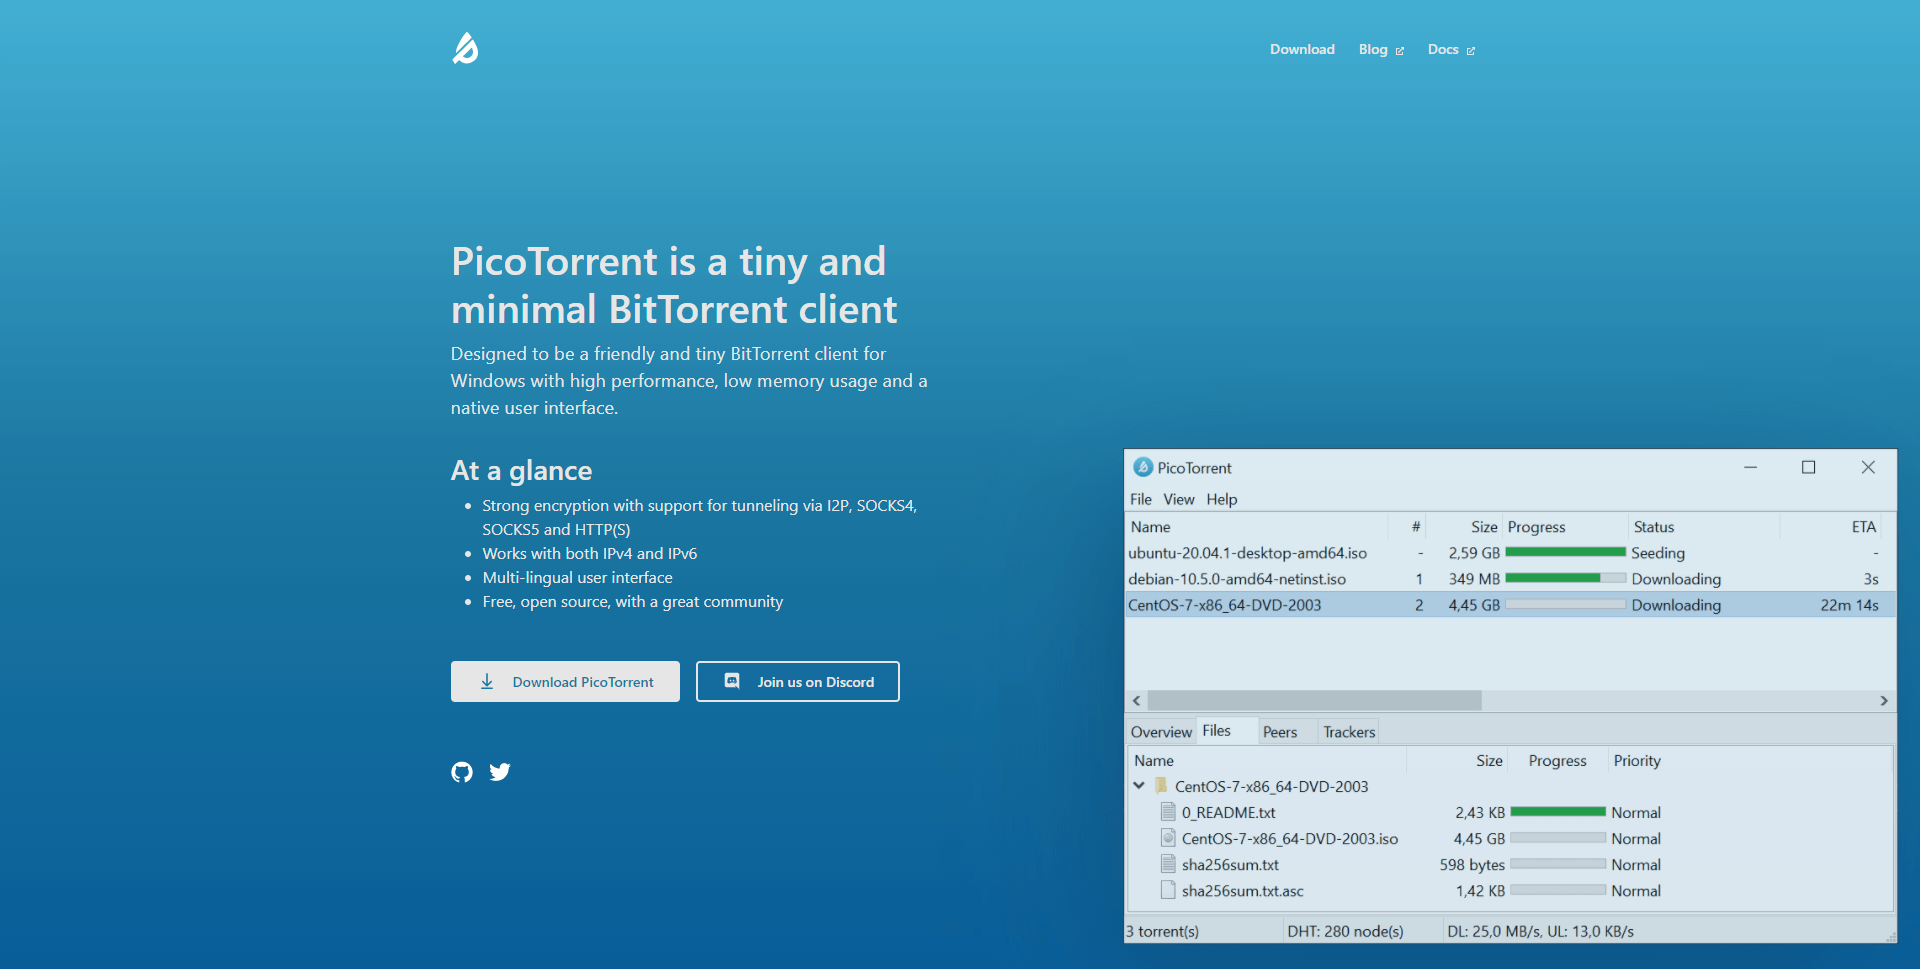 Download Blog Docs
PicoTorrent is a tiny and
minimal BitTorrent client
Designed to be a friendly and tiny BitTorrent client for
Windows with high performance, low memory usage and a
native user interface.
At a glance
Strong encryption with support for tunneling via I2P, SOCKS4,
SOCKS5 and HTTP(S)
Works with both IPv4 and IPv6
Multi-lingual user interface
Free, open source, with a great community
Download PicoTorrent Join us on Discord
PicoTorrent
File View Help
Name # Size Progress Status ETA
ubuntu-20.04.1-desktop-amd64.iso - 2,59 GB Seeding -
debian-10.5.0-amd64-netinst.iso 1 349 MB Downloading 3s
CentOS-7-x86_64-DVD-2003 2 4,45 GB Downloading 22m 14s
Overview Files Peers Trackers
Name Size Progress Priority
CentOS-7-x86_64-DVD-2003
0_README.txt 2,43 KB Normal
CentOS-7-x86_64-DVD-2003.iso 4,45 GB Normal
sha256sum.txt 598 bytes Normal
sha256sum.txt.asc 1,42 KB Normal
3 torrent(s) DHT: 280 node(s) DL: 25,0 MB/s, UL: 13,0 KB/s